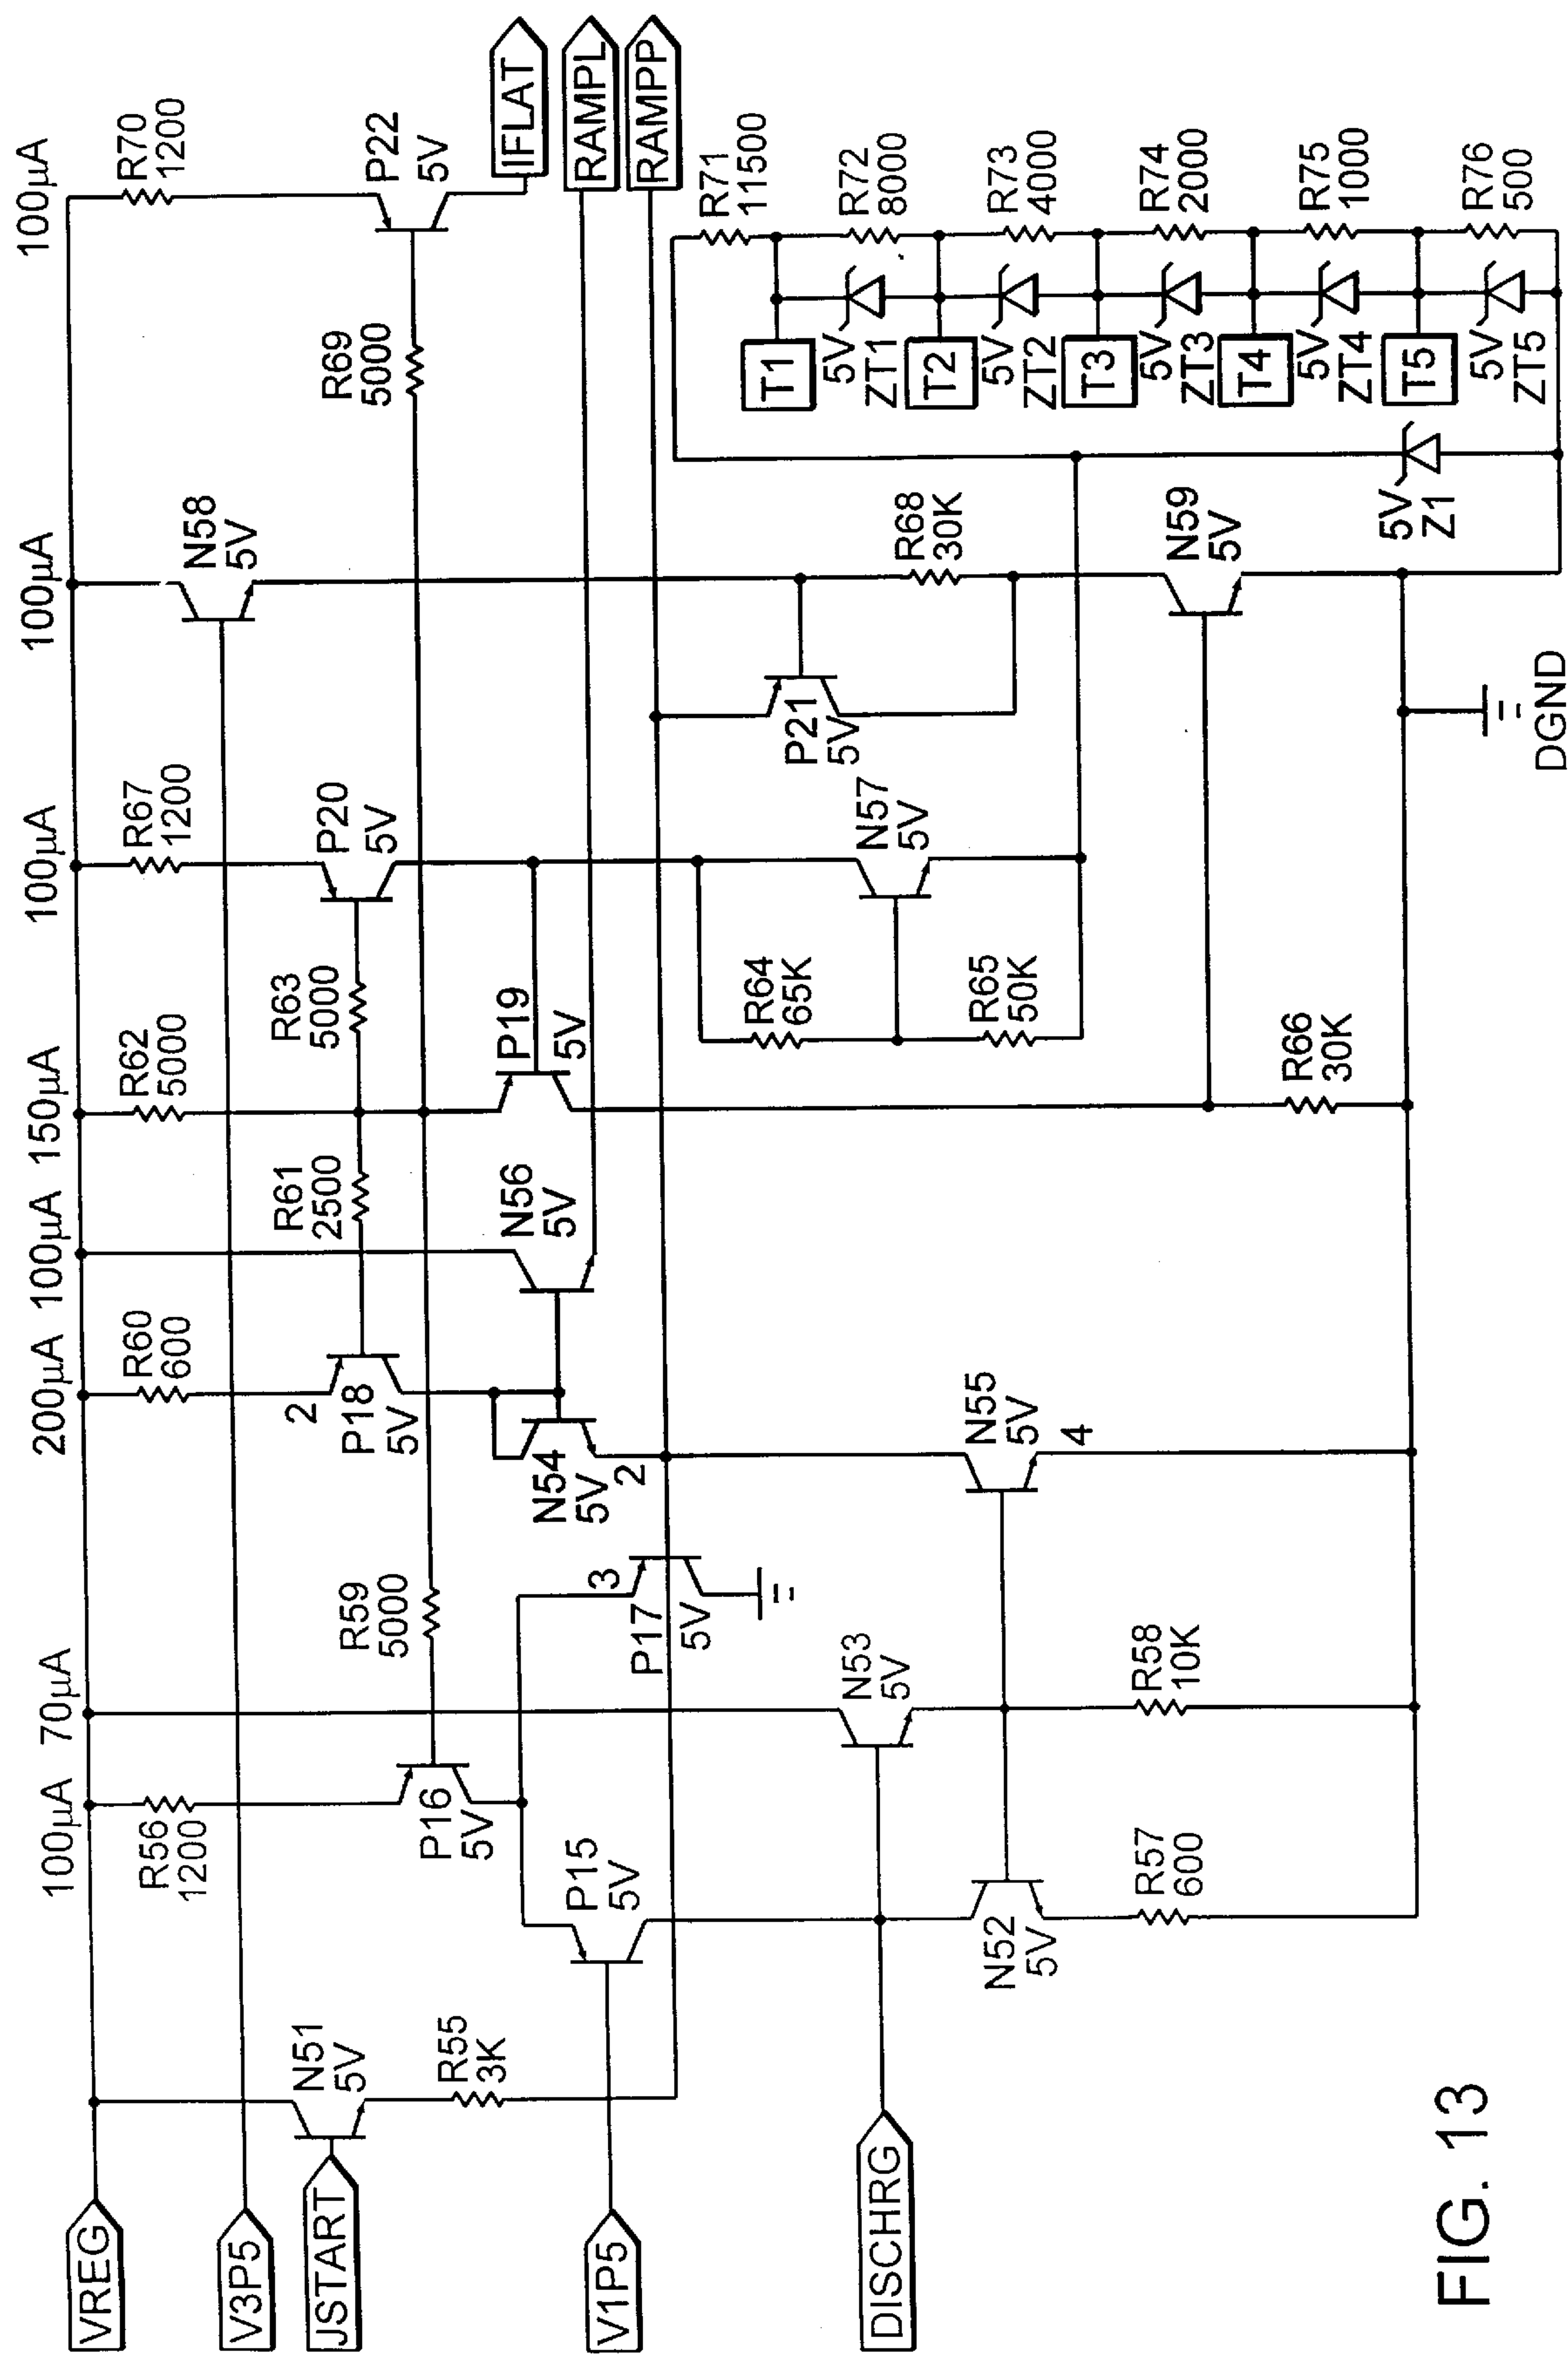 VREG
V3P5
JSTART
V1P5
DISCHRG
FIG. 13
N51
5V
R55
3K
100μA
R56
1200
P16
5V
P15
5V
N52
5V
R57
600
70μA
N53
5V
R58
10K
R59
5000
3
P17
5V
200μA
R60
600
2
P18
5V
N54
5V
2
N55
5V
4
100μA
N56
5V
R61
2500
150μA
R62
5000
R63
5000
P19
5V
R64
65K
R65
50K
R66
30K
100μA
R67
1200
P20
5V
N57
5V
P21
5V
DGND
100μA
N58
5V
R68
30K
N59
5V
R69
5000
5V
Z1
100μA
R70
1200
P22
5V
IFLAT
RAMPL
RAMPP
R71
11500
T1
R72
8000
5V
ZT1
T2
R73
4000
5V
ZT2
T3
R74
2000
5V
ZT3
T4
R75
1000
5V
ZT4
T5
R76
500
5V
ZT5